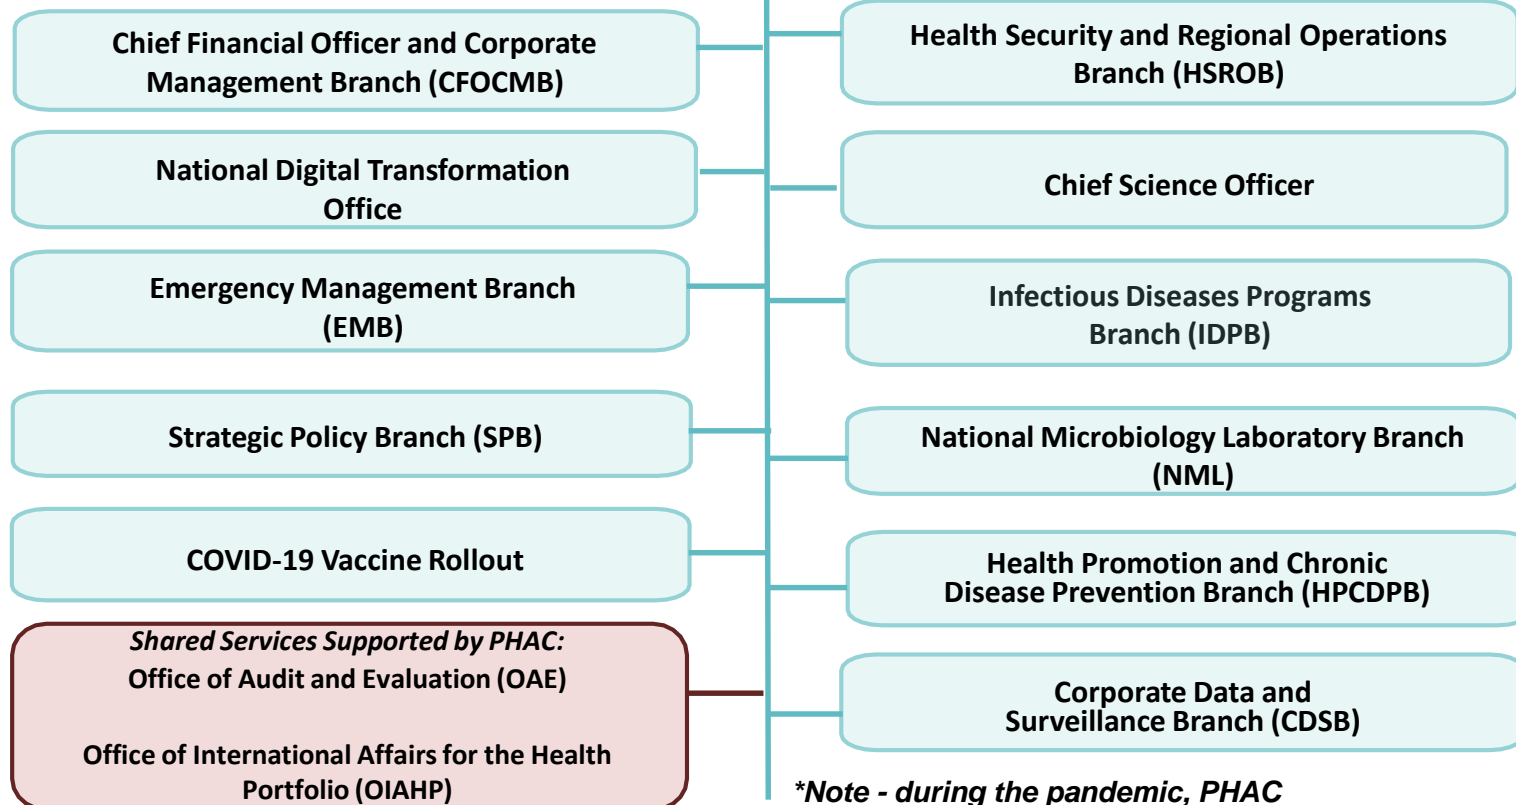 Chief Financial Officer and Corporate
Management Branch (CFOCMB)
National Digital Transformation
Office
Emergency Management Branch
(EMB)
Strategic Policy Branch (SPB)
COVID-19 Vaccine Rollout
Shared Services Supported by PHAC:
Office of Audit and Evaluation (OAE)
Office of International Affairs for the Health
Portfolio (OIAHP)
Health Security and Regional Operations
Branch (HSROB)
Chief Science Officer
Infectious Diseases Programs
Branch (IDPB)
National Microbiology Laboratory Branch
(NML)
Health Promotion and Chronic
Disease Prevention Branch (HPCDPB)
Corporate Data and
Surveillance Branch (CDSB)
*Note - during the pandemic, PHAC